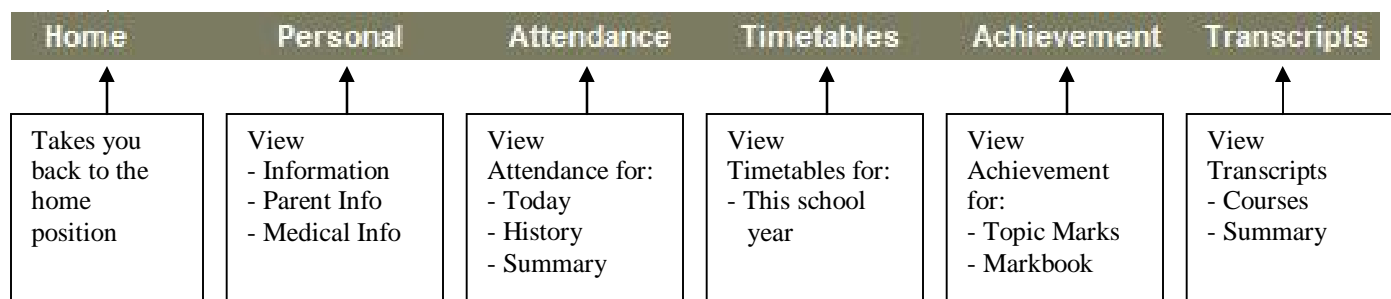 Home Personal Attendance Timetables Achievement Transcripts
Takes you
back to the
home
position
View
- Information
- Parent Info
- Medical Info
View
Attendance for:
- Today
- History
- Summary
View
Timetables for:
- This school
year
View
Achievement
for:
- Topic Marks
- Markbook
View
Transcripts
- Courses
- Summary